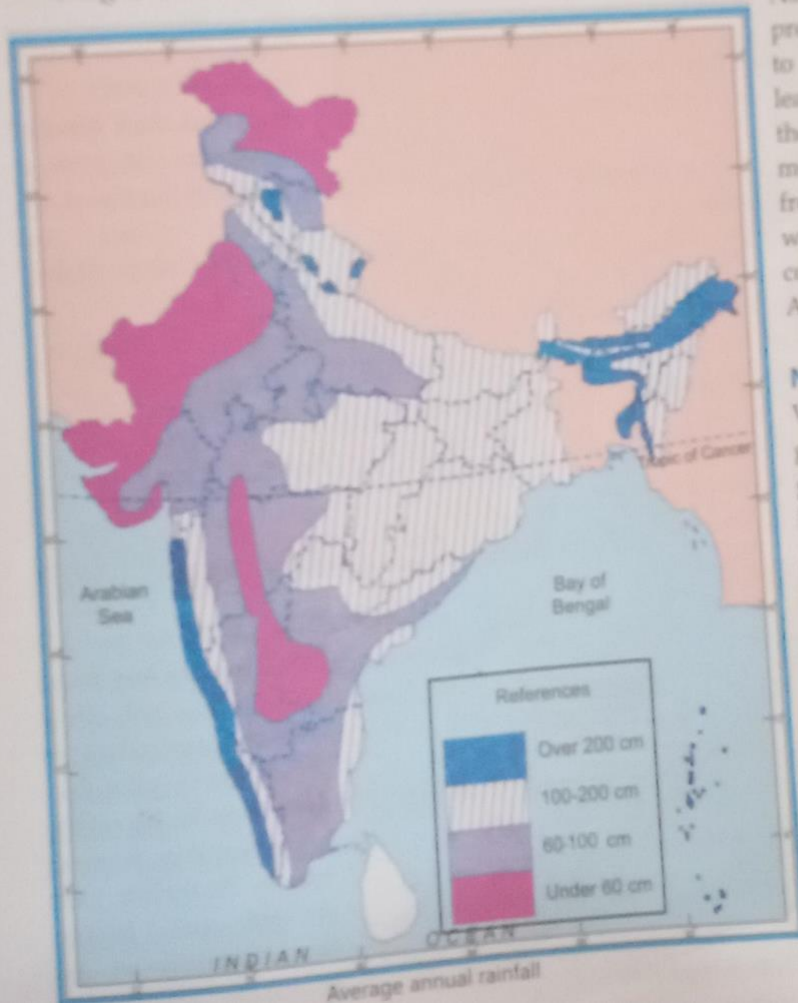 Tropic of Cancer
Arabian
Sea
Bay of
Bengal
References
Over 200 cm
100-200 cm
60-100 cm
Under 60 cm
INDIAN OCEAN
Average annual rainfall